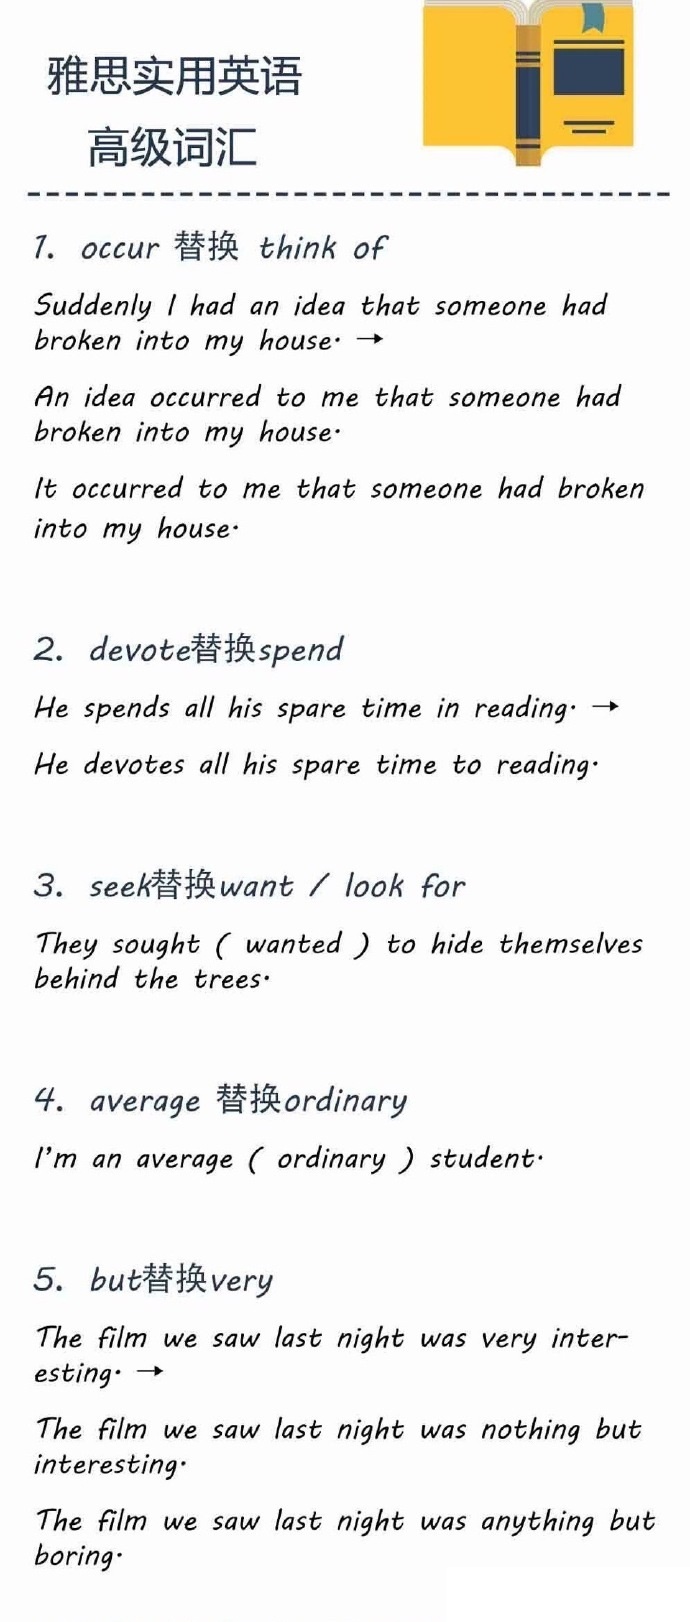 雅思实用英语
高级词汇
1. occur 替换 think of
Suddenly I had an idea that someone had
broken into my house· →
An idea occurred to me that someone had
broken into my house·
It occurred to me that someone had broken
into my house·
2. devote替换spend
He spends all his spare time in reading· →
He devotes all his spare time to reading·
3. seek替换want / look for
They sought ( wanted ) to hide themselves
behind the trees·
4. average 替换ordinary
I'm an average ( ordinary ) student·
5. but替换very
The film we saw last night was very inter-
esting· →
The film we saw last night was nothing but
interesting·
The film we saw last night was anything but
boring·